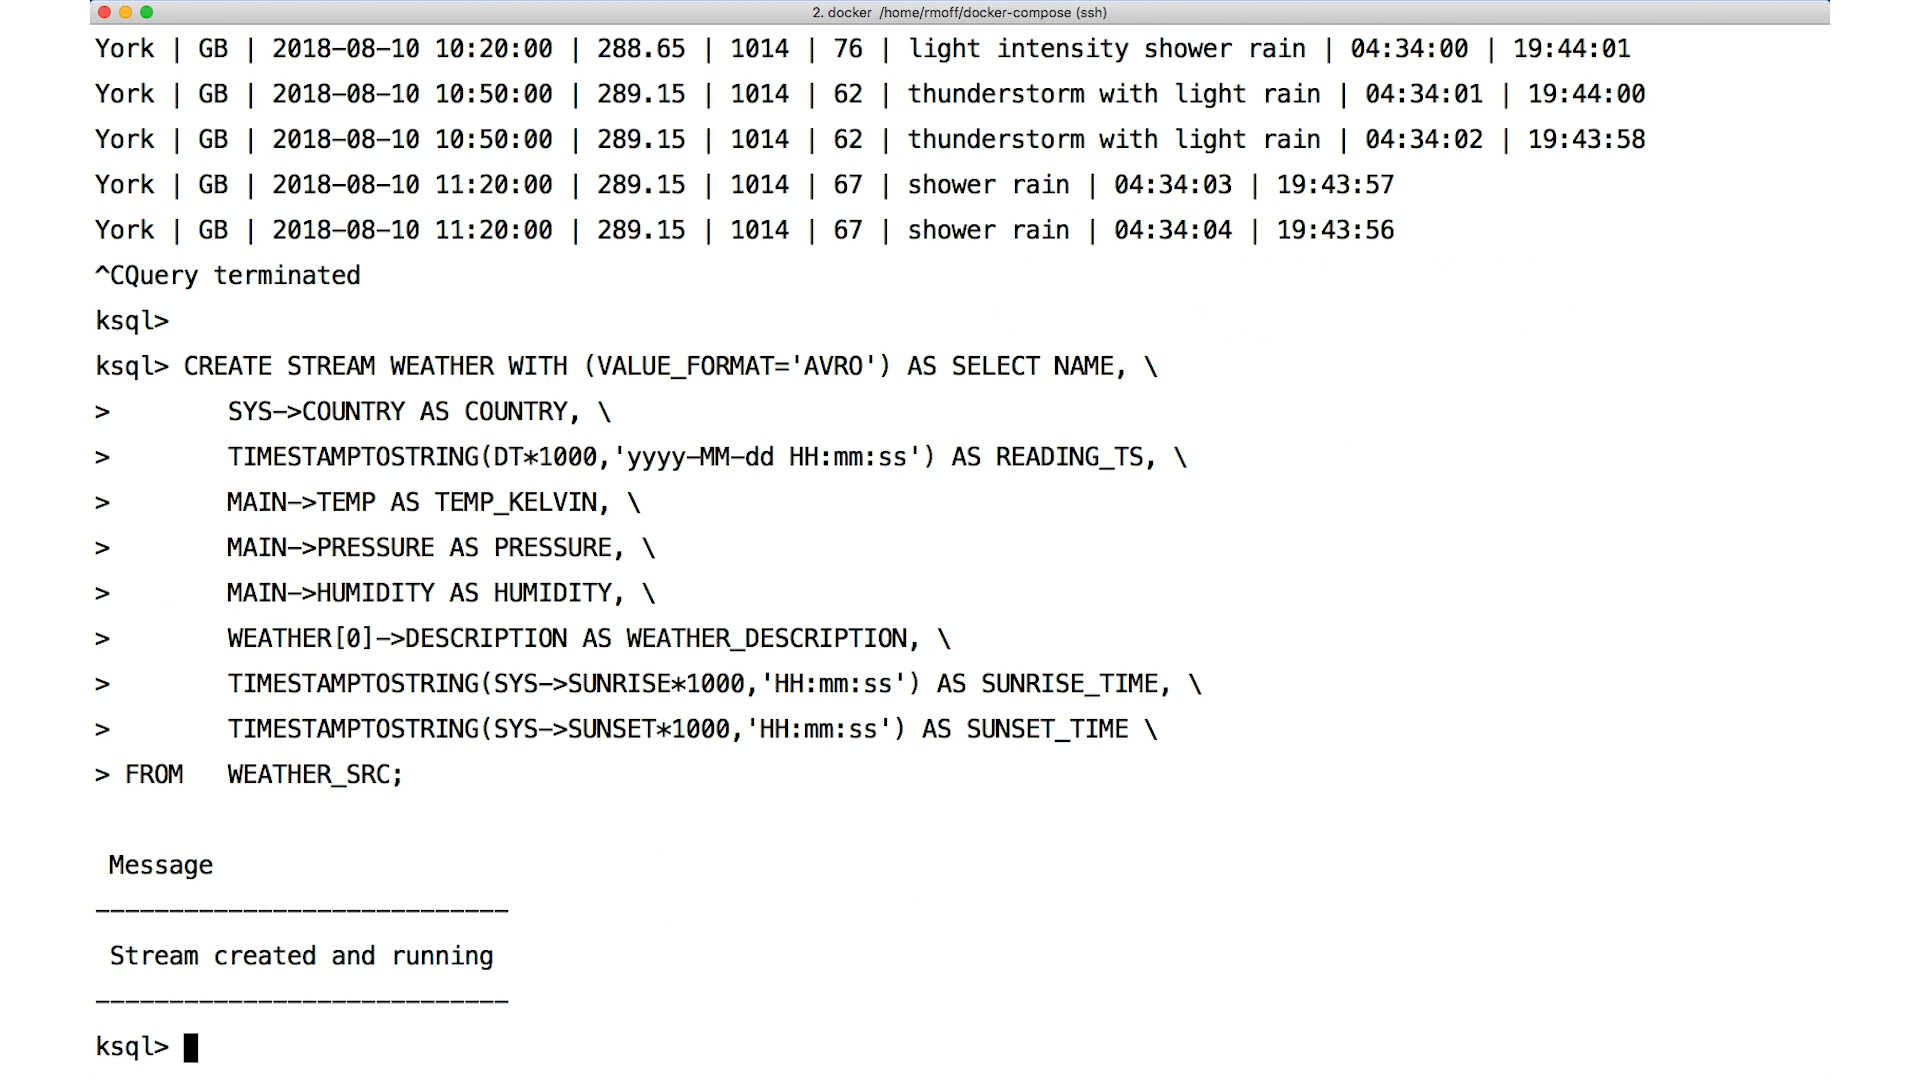 2. docker /home/rmoff/docker-compose (ssh)
York | GB | 2018-08-10 10:20:00 | 288.65 | 1014 | 76 | light intensity shower rain | 04:34:00 | 19:44:01
York | GB | 2018-08-10 10:50:00 | 289.15 | 1014 | 62 | thunderstorm with light rain | 04:34:01 | 19:44:00
York | GB | 2018-08-10 10:50:00 | 289.15 | 1014 | 62 | thunderstorm with light rain | 04:34:02 | 19:43:58
York | GB | 2018-08-10 11:20:00 | 289.15 | 1014 | 67 | shower rain | 04:34:03 | 19:43:57
York | GB | 2018-08-10 11:20:00 | 289.15 | 1014 | 67 | shower rain | 04:34:04 | 19:43:56
^CQuery terminated
ksql>
ksql> CREATE STREAM WEATHER WITH (VALUE_FORMAT='AVRO') AS SELECT NAME, \
>        SYS->COUNTRY AS COUNTRY, \
>        TIMESTAMPTOSTRING(DT*1000,'yyyy-MM-dd HH:mm:ss') AS READING_TS, \
>        MAIN->TEMP AS TEMP_KELVIN, \
>        MAIN->PRESSURE AS PRESSURE, \
>        MAIN->HUMIDITY AS HUMIDITY, \
>        WEATHER[0]->DESCRIPTION AS WEATHER_DESCRIPTION, \
>        TIMESTAMPTOSTRING(SYS->SUNRISE*1000,'HH:mm:ss') AS SUNRISE_TIME, \
>        TIMESTAMPTOSTRING(SYS->SUNSET*1000,'HH:mm:ss') AS SUNSET_TIME \
> FROM   WEATHER_SRC;
Message
----------------------------
Stream created and running
----------------------------
ksql>